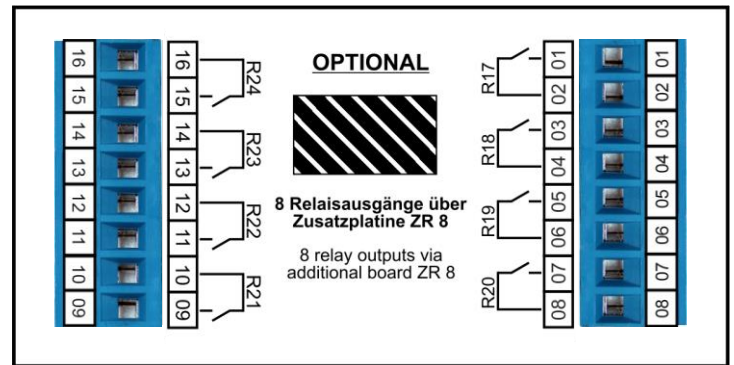 16 16
15 15
R24
14 14
13 13
R23
12 12
11 11
R22
10 10
09 09
R21
OPTIONAL
8 Relaisausgänge über
Zusatzplatine ZR 8
8 relay outputs via
additional board ZR 8
R17
01 01
02 02
R18
03 03
04 04
R19
05 05
06 06
R20
07 07
08 08